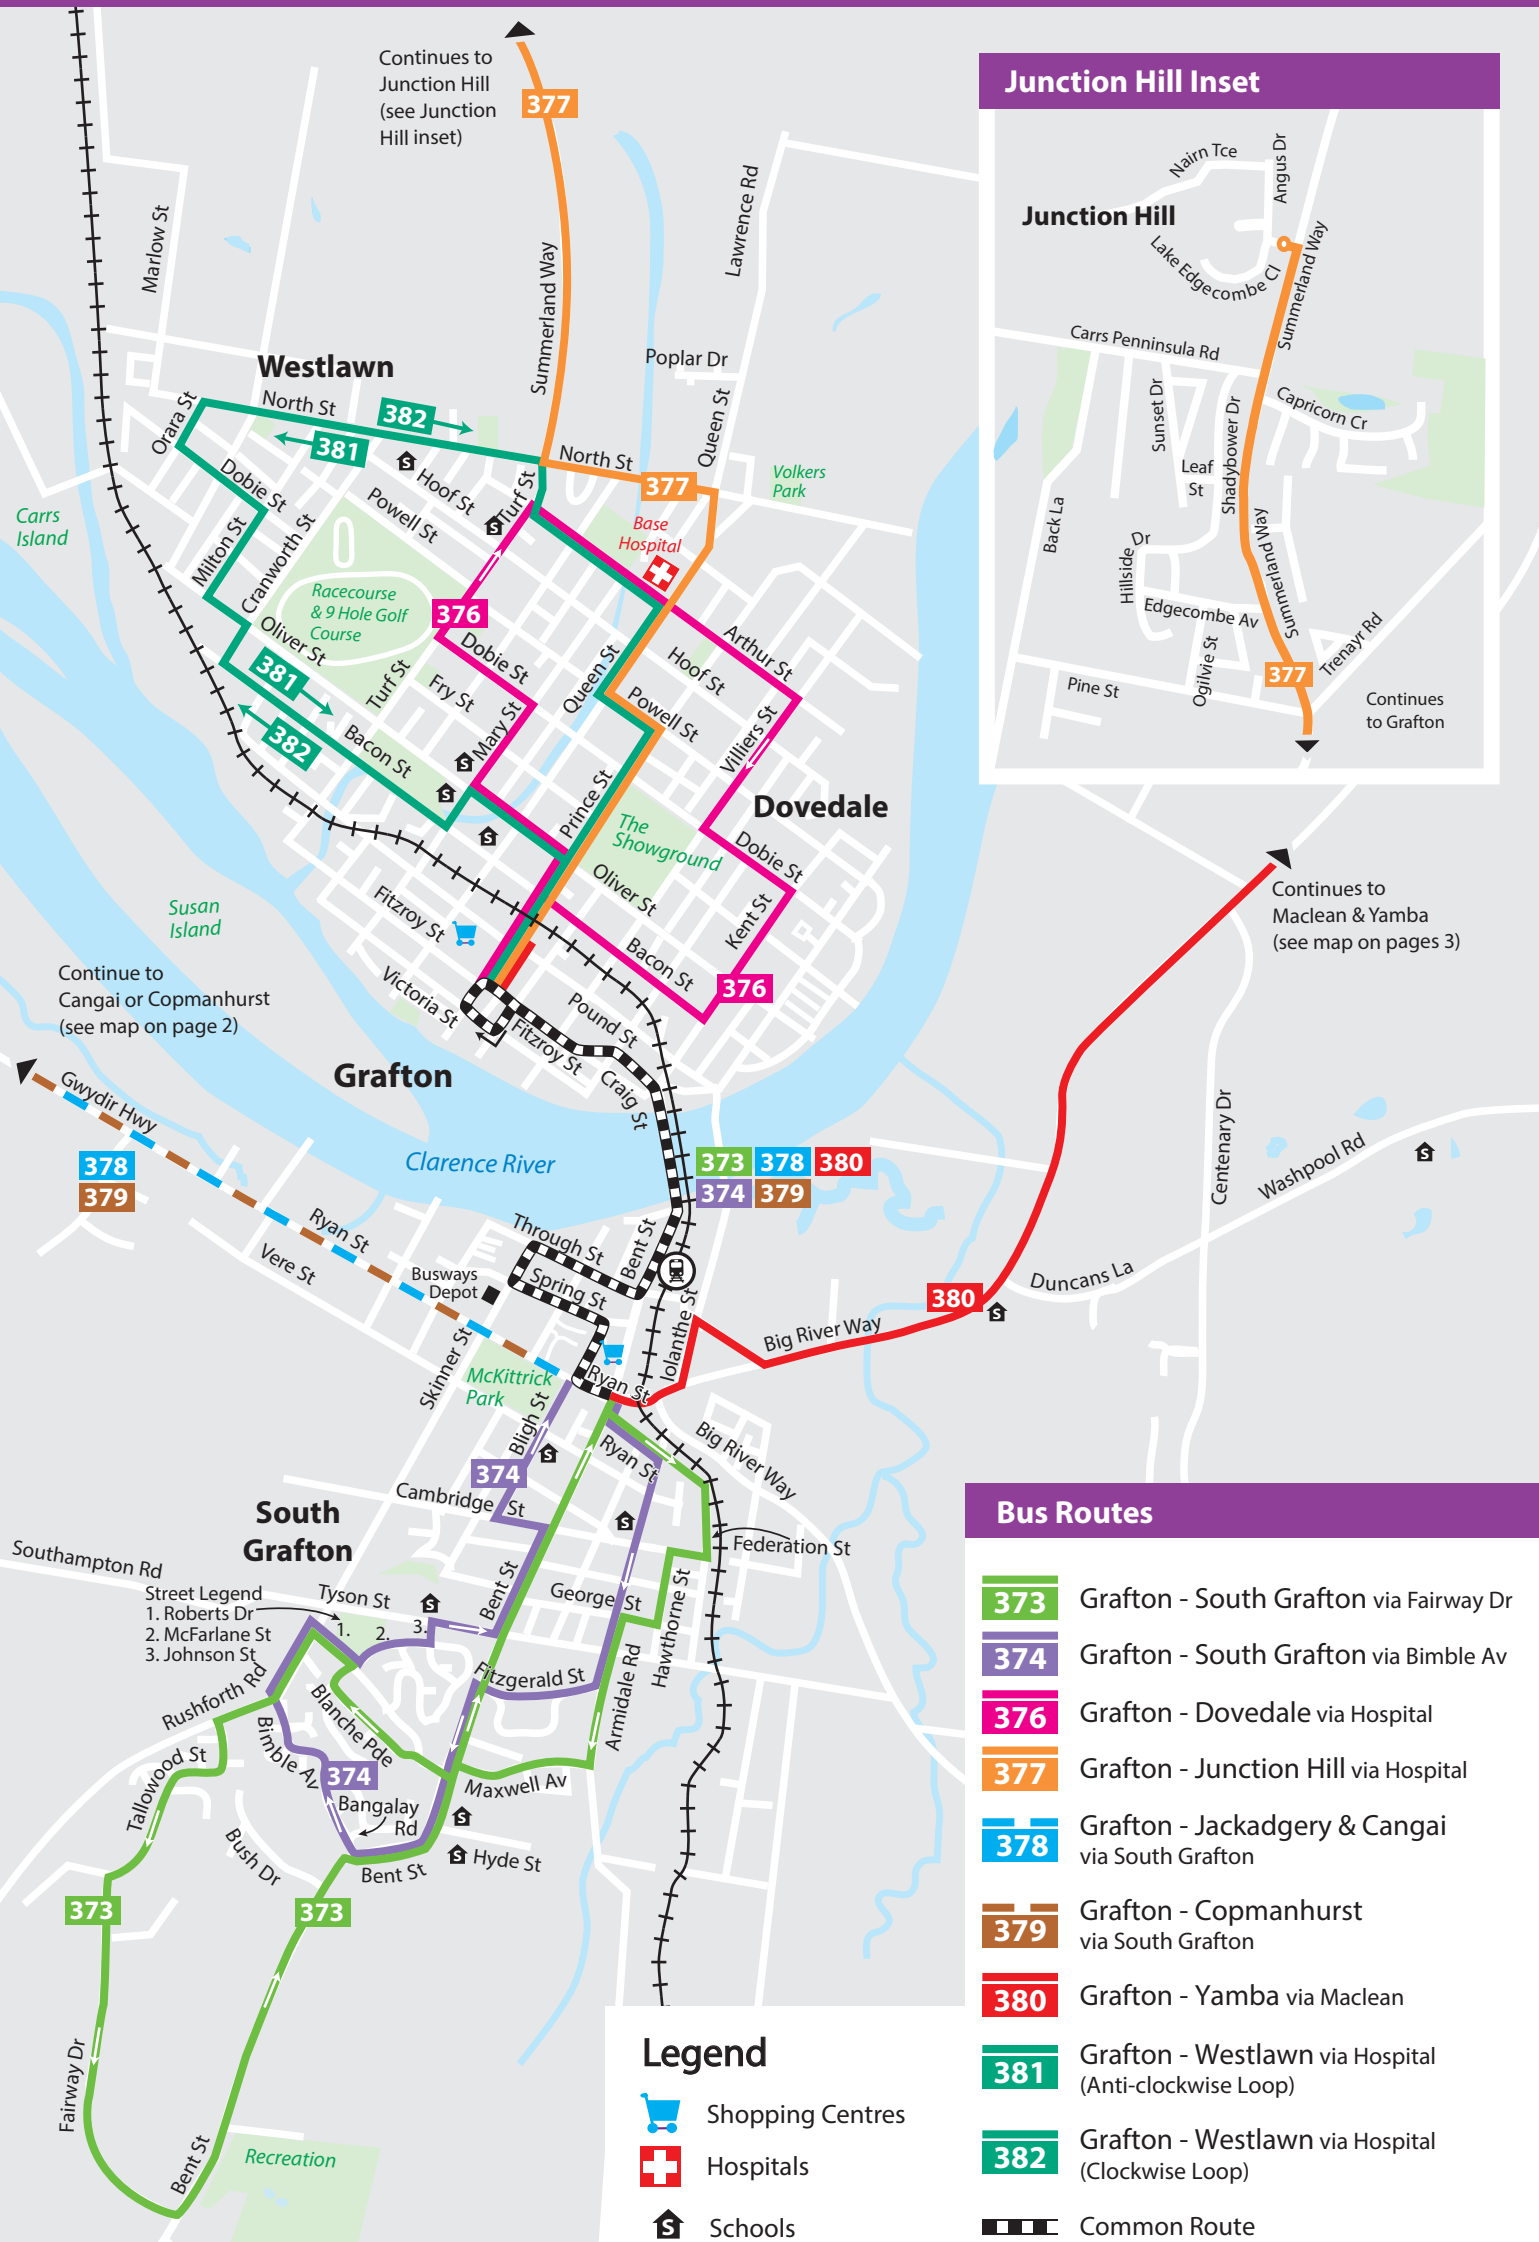 Continues to
Junction Hill
(see Junction
Hill inset)
377
Junction Hill Inset
Nairn Tce
Angus Dr
Junction Hill
Lake Edgecombe Cl
Summerland Way
Carrs Penninsula Rd
Sunset Dr
Shadybower Dr
Capricorn Cr
Leaf
St
Back La
Hillside Dr
Summerland Way
Edgecombe Av
Ogilvie St
Trenayr Rd
377
Pine St
Continues
to Grafton
Marlow St
Lawrence Rd
Summerland Way
Westlawn
Poplar Dr
Orara St
North St
382
381
Queen St
North St
377
Volkers
Park
Dobie St
Hoof St
Turf St
Powell St
Base
Hospital
Carrs
Island
Milton St
Cranworth St
Racecourse
& 9 Hole Golf
Course
376
Oliver St
Dobie St
Arthur St
Hoof St
Queen St
381
Turf St
Fry St
Powell St
Villiers St
382
Bacon St
Mary St
Prince St
Dovedale
The
Showground
Dobie St
Oliver St
Kent St
Fitzroy St
Bacon St
376
Susan
Island
Continues to
Maclean & Yamba
(see map on pages 3)
Continue to
Cangai or Copmanhurst
(see map on page 2)
Victoria St
Pound St
Fitzroy St
Grafton
Craig St
Gwydir Hwy
378
379
Clarence River
373 378 380
374 379
Centenary Dr
Washpool Rd
Ryan St
Vere St
Through St
Bent St
Busways
Depot
Spring St
Iolanthe St
380
Duncans La
Big River Way
Skinner St
McKittrick
Park
Ryan St
Bligh St
Ryan St
Big River Way
374
Cambridge St
South
Grafton
Federation St
Southampton Rd
Street Legend
1. Roberts Dr
2. McFarlane St
3. Johnson St
Tyson St
1.
2.
3.
Bent St
George St
Hawthorne St
Rushforth Rd
Fitzgerald St
Armidale Rd
Blanche Pde
Bimble Av
374
Tallowood St
Maxwell Av
Bangalay
Rd
Bush Dr
Hyde St
Bent St
373
373
Fairway Dr
Bent St
Recreation
Legend
Shopping Centres
Hospitals
S Schools
Bus Routes
373 Grafton - South Grafton via Fairway Dr
374 Grafton - South Grafton via Bimble Av
376 Grafton - Dovedale via Hospital
377 Grafton - Junction Hill via Hospital
378 Grafton - Jackadgery & Cangai
via South Grafton
379 Grafton - Copmanhurst
via South Grafton
380 Grafton - Yamba via Maclean
381 Grafton - Westlawn via Hospital
(Anti-clockwise Loop)
382 Grafton - Westlawn via Hospital
(Clockwise Loop)
Common Route